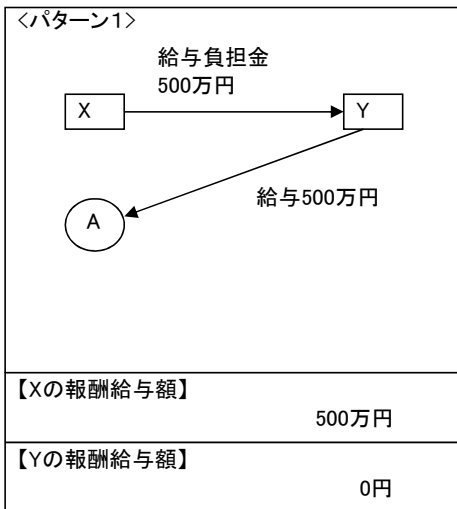 <パターン1>
給与負担金
500万円
X
Y
給与500万円
A
【Xの報酬給与額】
500万円
【Yの報酬給与額】
0円